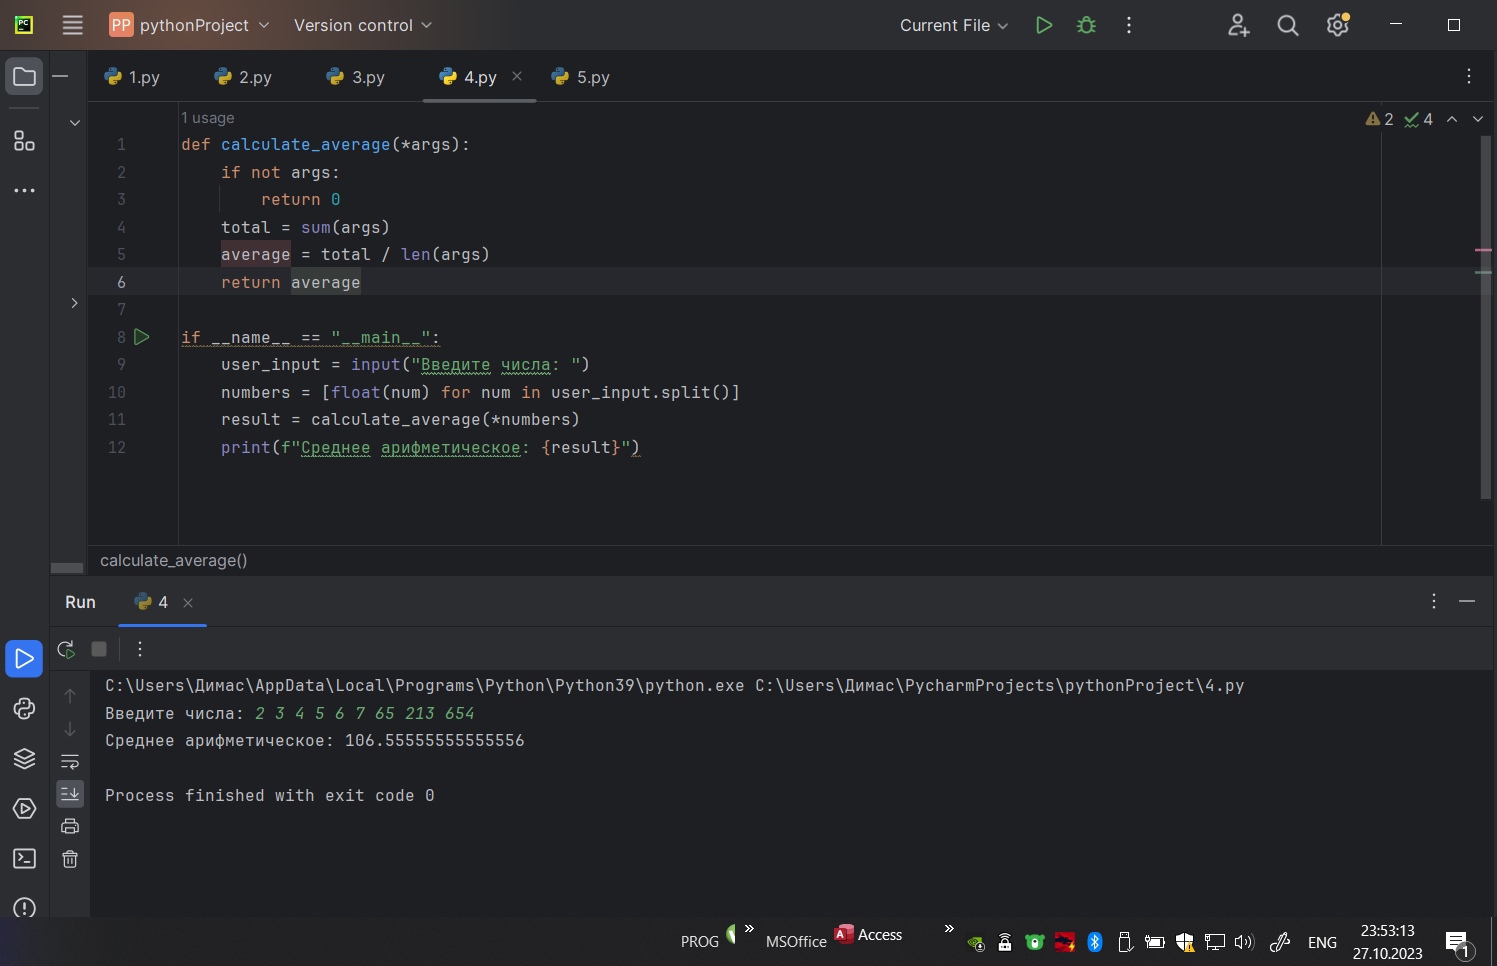 PC
PP pythonProject Version control Current File
1.py 2.py 3.py 4.py 5.py
1 usage
2 4
1 def calculate_average(*args):
2 if not args:
3 return 0
4 total = sum(args)
5 average = total / len(args)
6 return average
7
8 if __name__ == "__main__":
9 user_input = input("Введите числа: ")
10 numbers = [float(num) for num in user_input.split()]
11 result = calculate_average(*numbers)
12 print(f"Среднее арифметическое: {result}")
calculate_average()
Run 4
C:\Users\Димас\AppData\Local\Programs\Python\Python39\python.exe C:\Users\Димас\PycharmProjects\pythonProject\4.py
Введите числа: 2 3 4 5 6 7 65 213 654
Среднее арифметическое: 106.55555555555556
Process finished with exit code 0
PROG » MSOffice A Access » ENG 23:53:13
27.10.2023
1